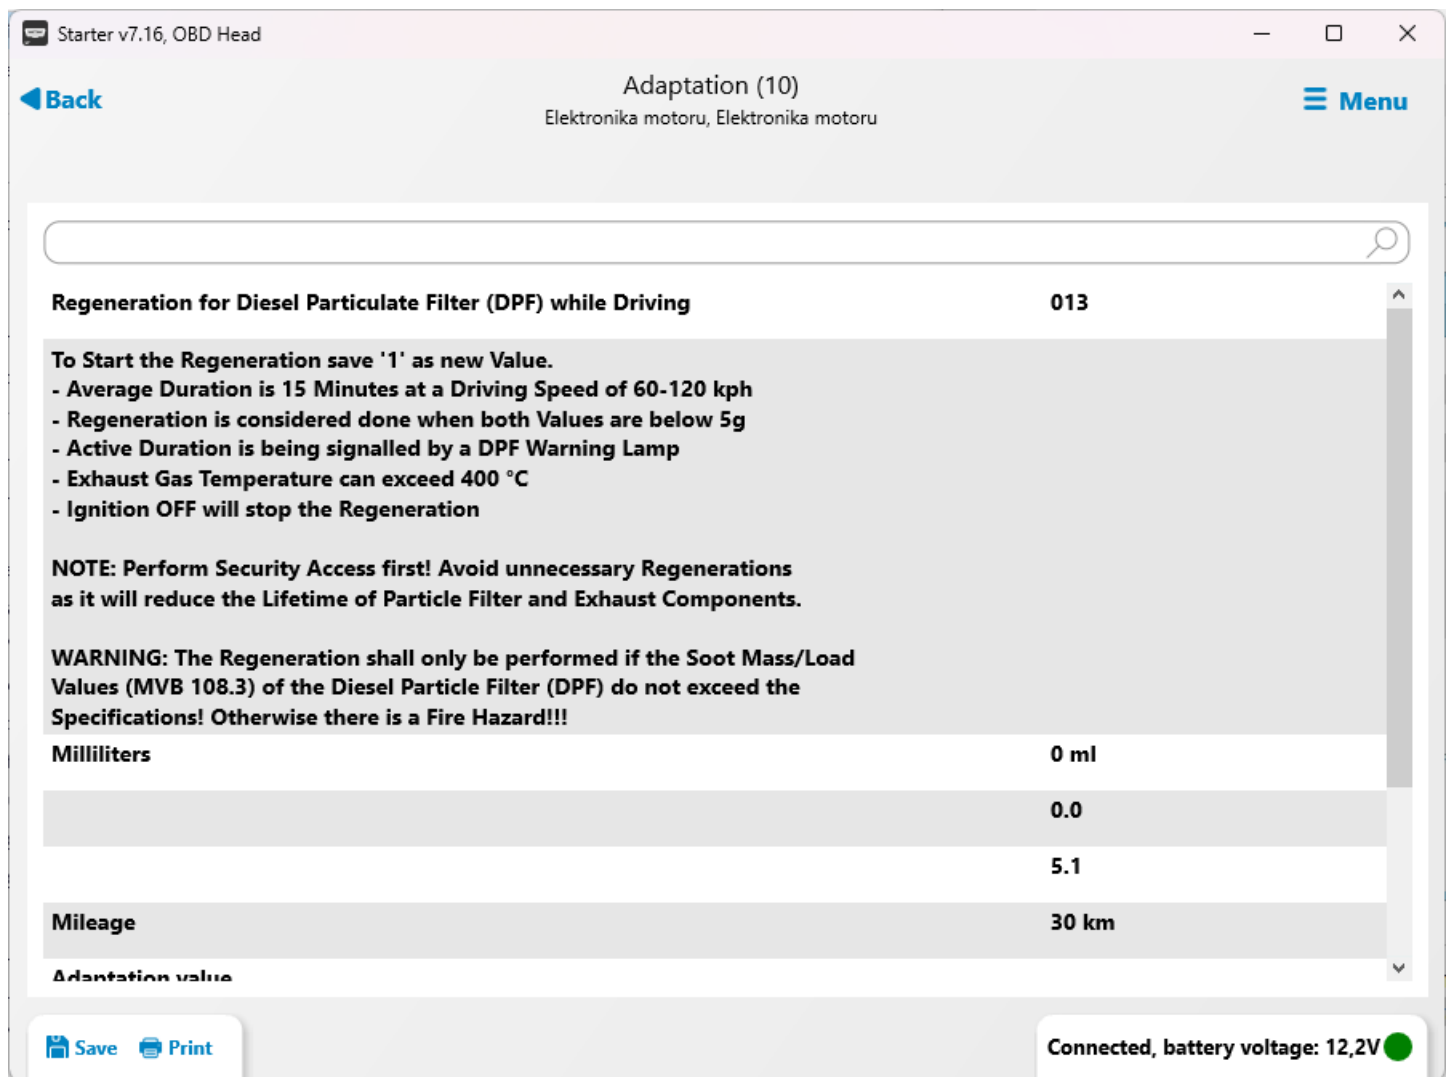 Starter v7.16, OBD Head
Back
Adaptation (10)
Menu
Elektronika motoru, Elektronika motoru
Regeneration for Diesel Particulate Filter (DPF) while Driving 013
To Start the Regeneration save '1' as new Value.
- Average Duration is 15 Minutes at a Driving Speed of 60-120 kph
- Regeneration is considered done when both Values are below 5g
- Active Duration is being signalled by a DPF Warning Lamp
- Exhaust Gas Temperature can exceed 400 °C
- Ignition OFF will stop the Regeneration
NOTE: Perform Security Access first! Avoid unnecessary Regenerations
as it will reduce the Lifetime of Particle Filter and Exhaust Components.
WARNING: The Regeneration shall only be performed if the Soot Mass/Load
Values (MVB 108.3) of the Diesel Particle Filter (DPF) do not exceed the
Specifications! Otherwise there is a Fire Hazard!!!
Milliliters 0 ml
0.0
5.1
Mileage 30 km
Adaptation value
Save Print
Connected, battery voltage: 12,2V